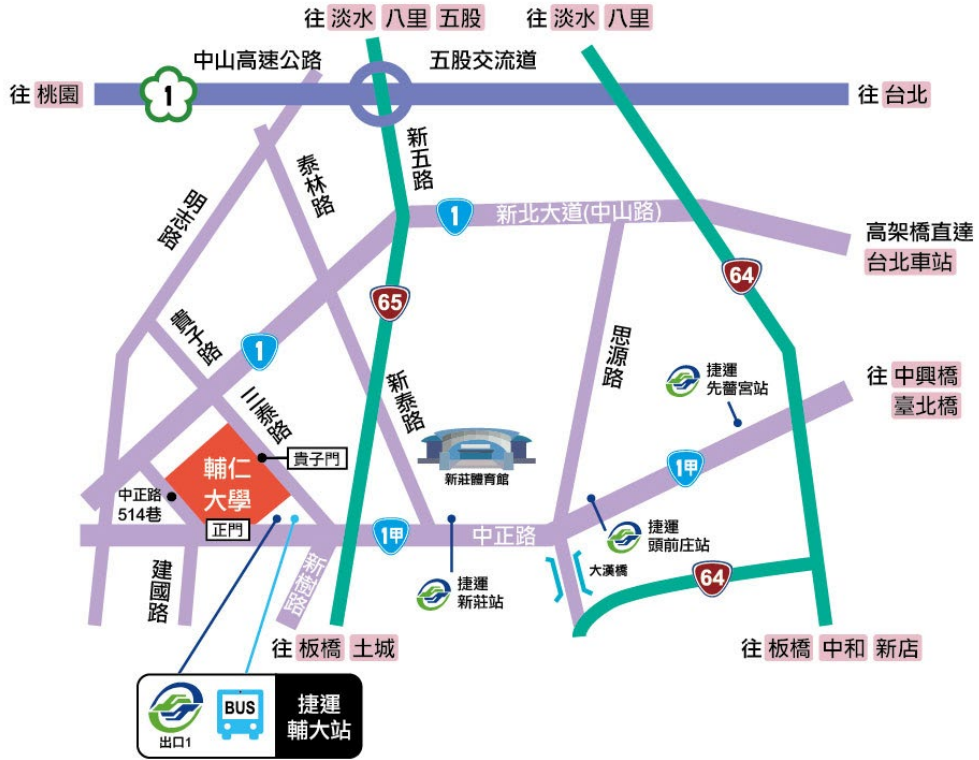 往 淡水 八里 五股
往 淡水 八里
中山高速公路
五股交流道
往 桃園
1
往 台北
新五路
泰林路
明志路
1
新北大道(中山路)
高架橋直達
台北車站
64
65
貴子路
1
思源路
捷運
先嗇宮站
往 中興橋
臺北橋
新泰路
三泰路
輔仁
大學
貴子門
新莊體育館
1甲
中正路
514巷
正門
1甲
中正路
捷運
頭前庄站
大漢橋
64
建國路
新樹路
捷運
新莊站
往 板橋 土城
往 板橋 中和 新店
BUS
出口1
捷運
輔大站